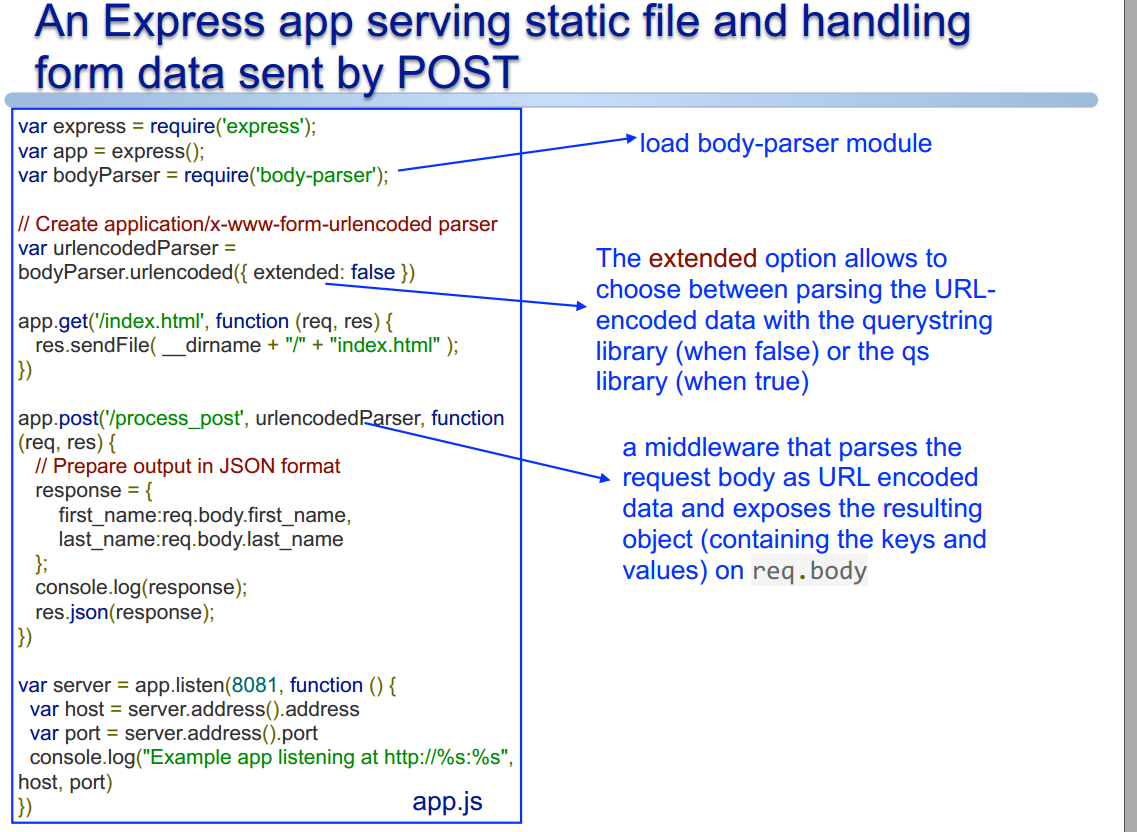 An Express app serving static file and handling
form data sent by POST
var express = require('express');
var app = express();
var bodyParser = require('body-parser');
// Create application/x-www-form-urlencoded parser
var urlencodedParser =
bodyParser.urlencoded({ extended: false })
app.get('/index.html', function (req, res) {
res.sendFile( __dirname + "/" + "index.html" );
})
app.post('/process_post', urlencodedParser, function
(req, res) {
// Prepare output in JSON format
response = {
first_name:req.body.first_name,
last_name:req.body.last_name
};
console.log(response);
res.json(response);
})
var server = app.listen(8081, function () {
var host = server.address().address
var port = server.address().port
console.log("Example app listening at http://%s:%s",
host, port)
})
app.js
load body-parser module
The extended option allows to
choose between parsing the URL-
encoded data with the querystring
library (when false) or the qs
library (when true)
a middleware that parses the
request body as URL encoded
data and exposes the resulting
object (containing the keys and
values) on req.body